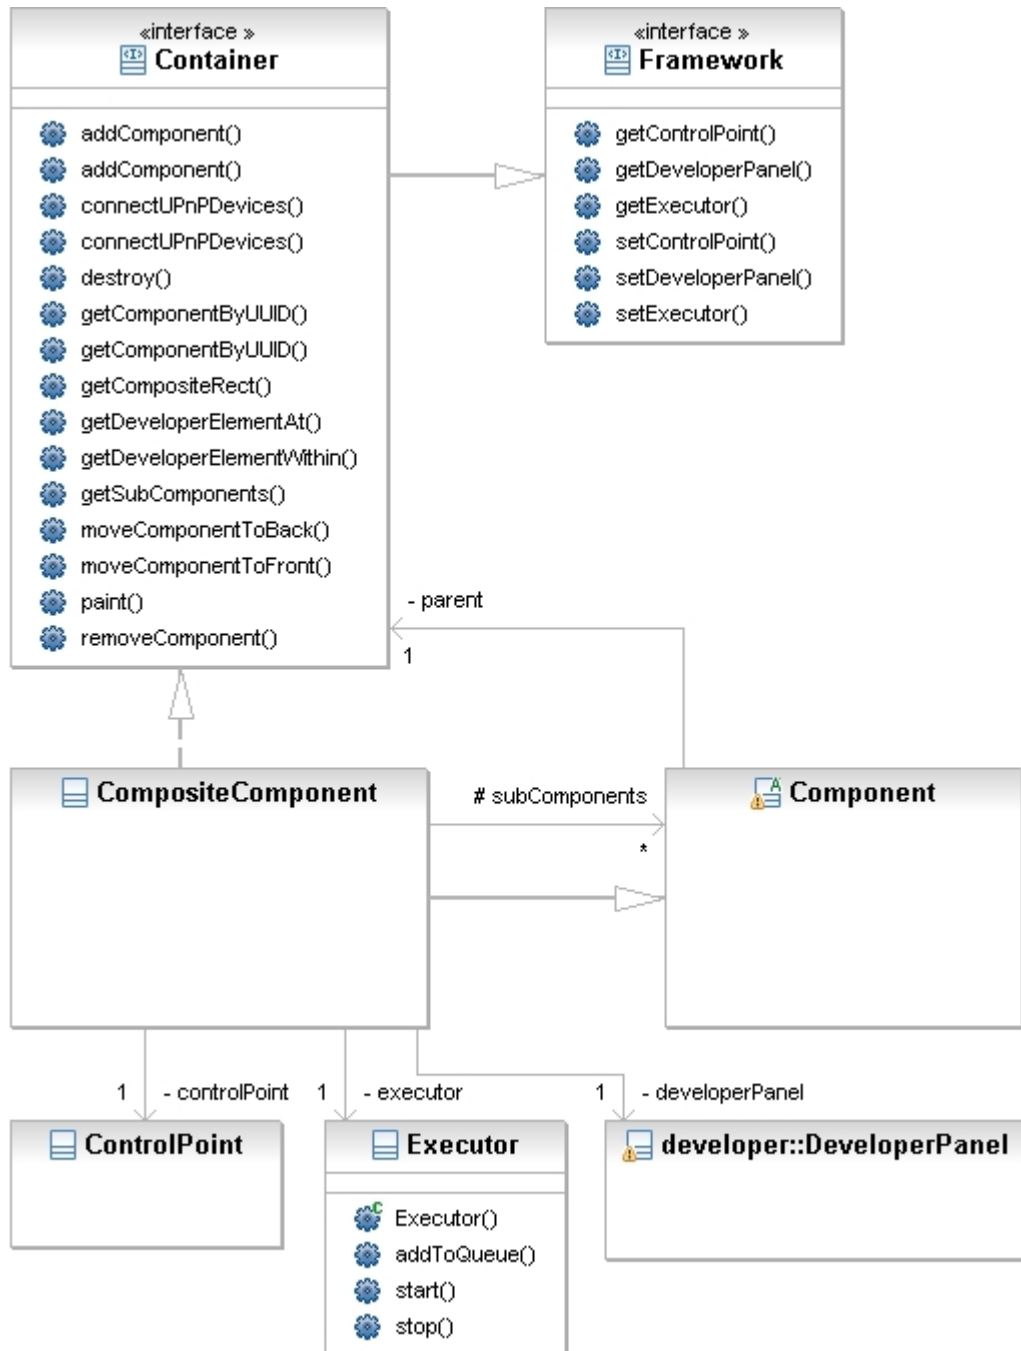 «interface »
Container
addComponent()
addComponent()
connectUPnPDevices()
connectUPnPDevices()
destroy()
getComponentByUUID()
getComponentByUUID()
getCompositeRect()
getDeveloperElementAt()
getDeveloperElementWithin()
getSubComponents()
moveComponentToBack()
moveComponentToFront()
paint()
removeComponent()
«interface »
Framework
getControlPoint()
getDeveloperPanel()
getExecutor()
setControlPoint()
setDeveloperPanel()
setExecutor()
- parent
1
CompositeComponent
# subComponents
*
Component
1 - controlPoint
1 - executor
1 - developerPanel
ControlPoint
Executor
Executor()
addToQueue()
start()
stop()
developer::DeveloperPanel